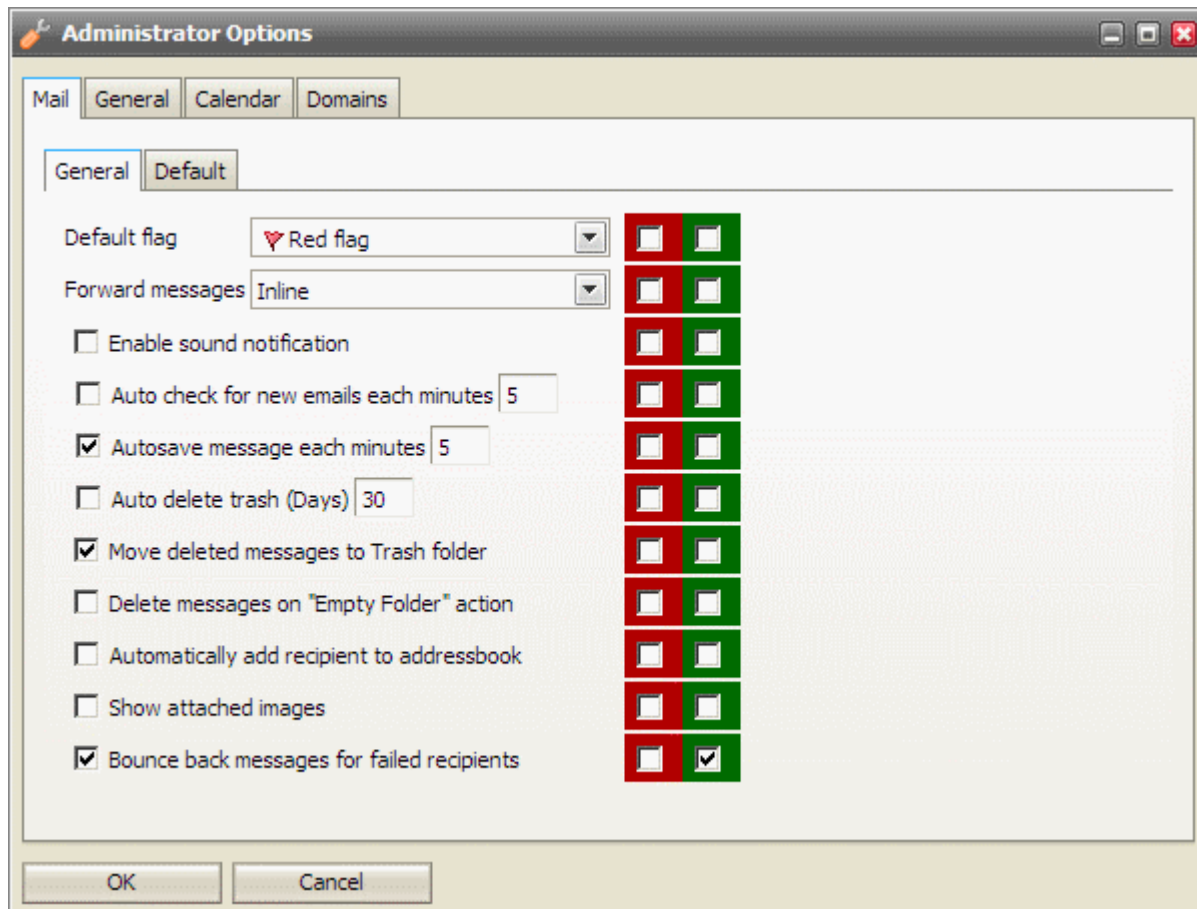 Administrator Options
Mail General Calendar Domains
General Default
Default flag Red flag
Forward messages Inline
Enable sound notification
Auto check for new emails each minutes 5
Autosave message each minutes 5
Auto delete trash (Days) 30
Move deleted messages to Trash folder
Delete messages on "Empty Folder" action
Automatically add recipient to addressbook
Show attached images
Bounce back messages for failed recipients
OK Cancel